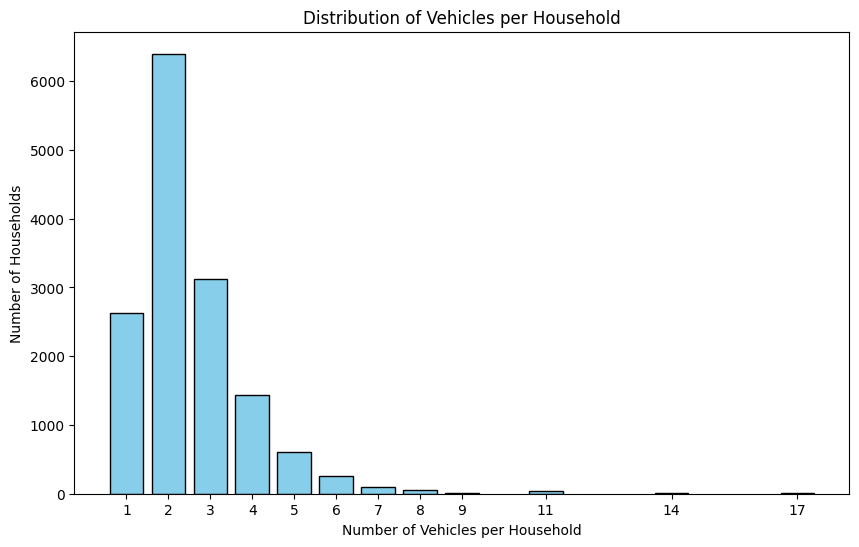 Distribution of Vehicles per Household
Number of Households
6000
5000
4000
3000
2000
1000
0
1 2 3 4 5 6 7 8 9 11 14 17
Number of Vehicles per Household